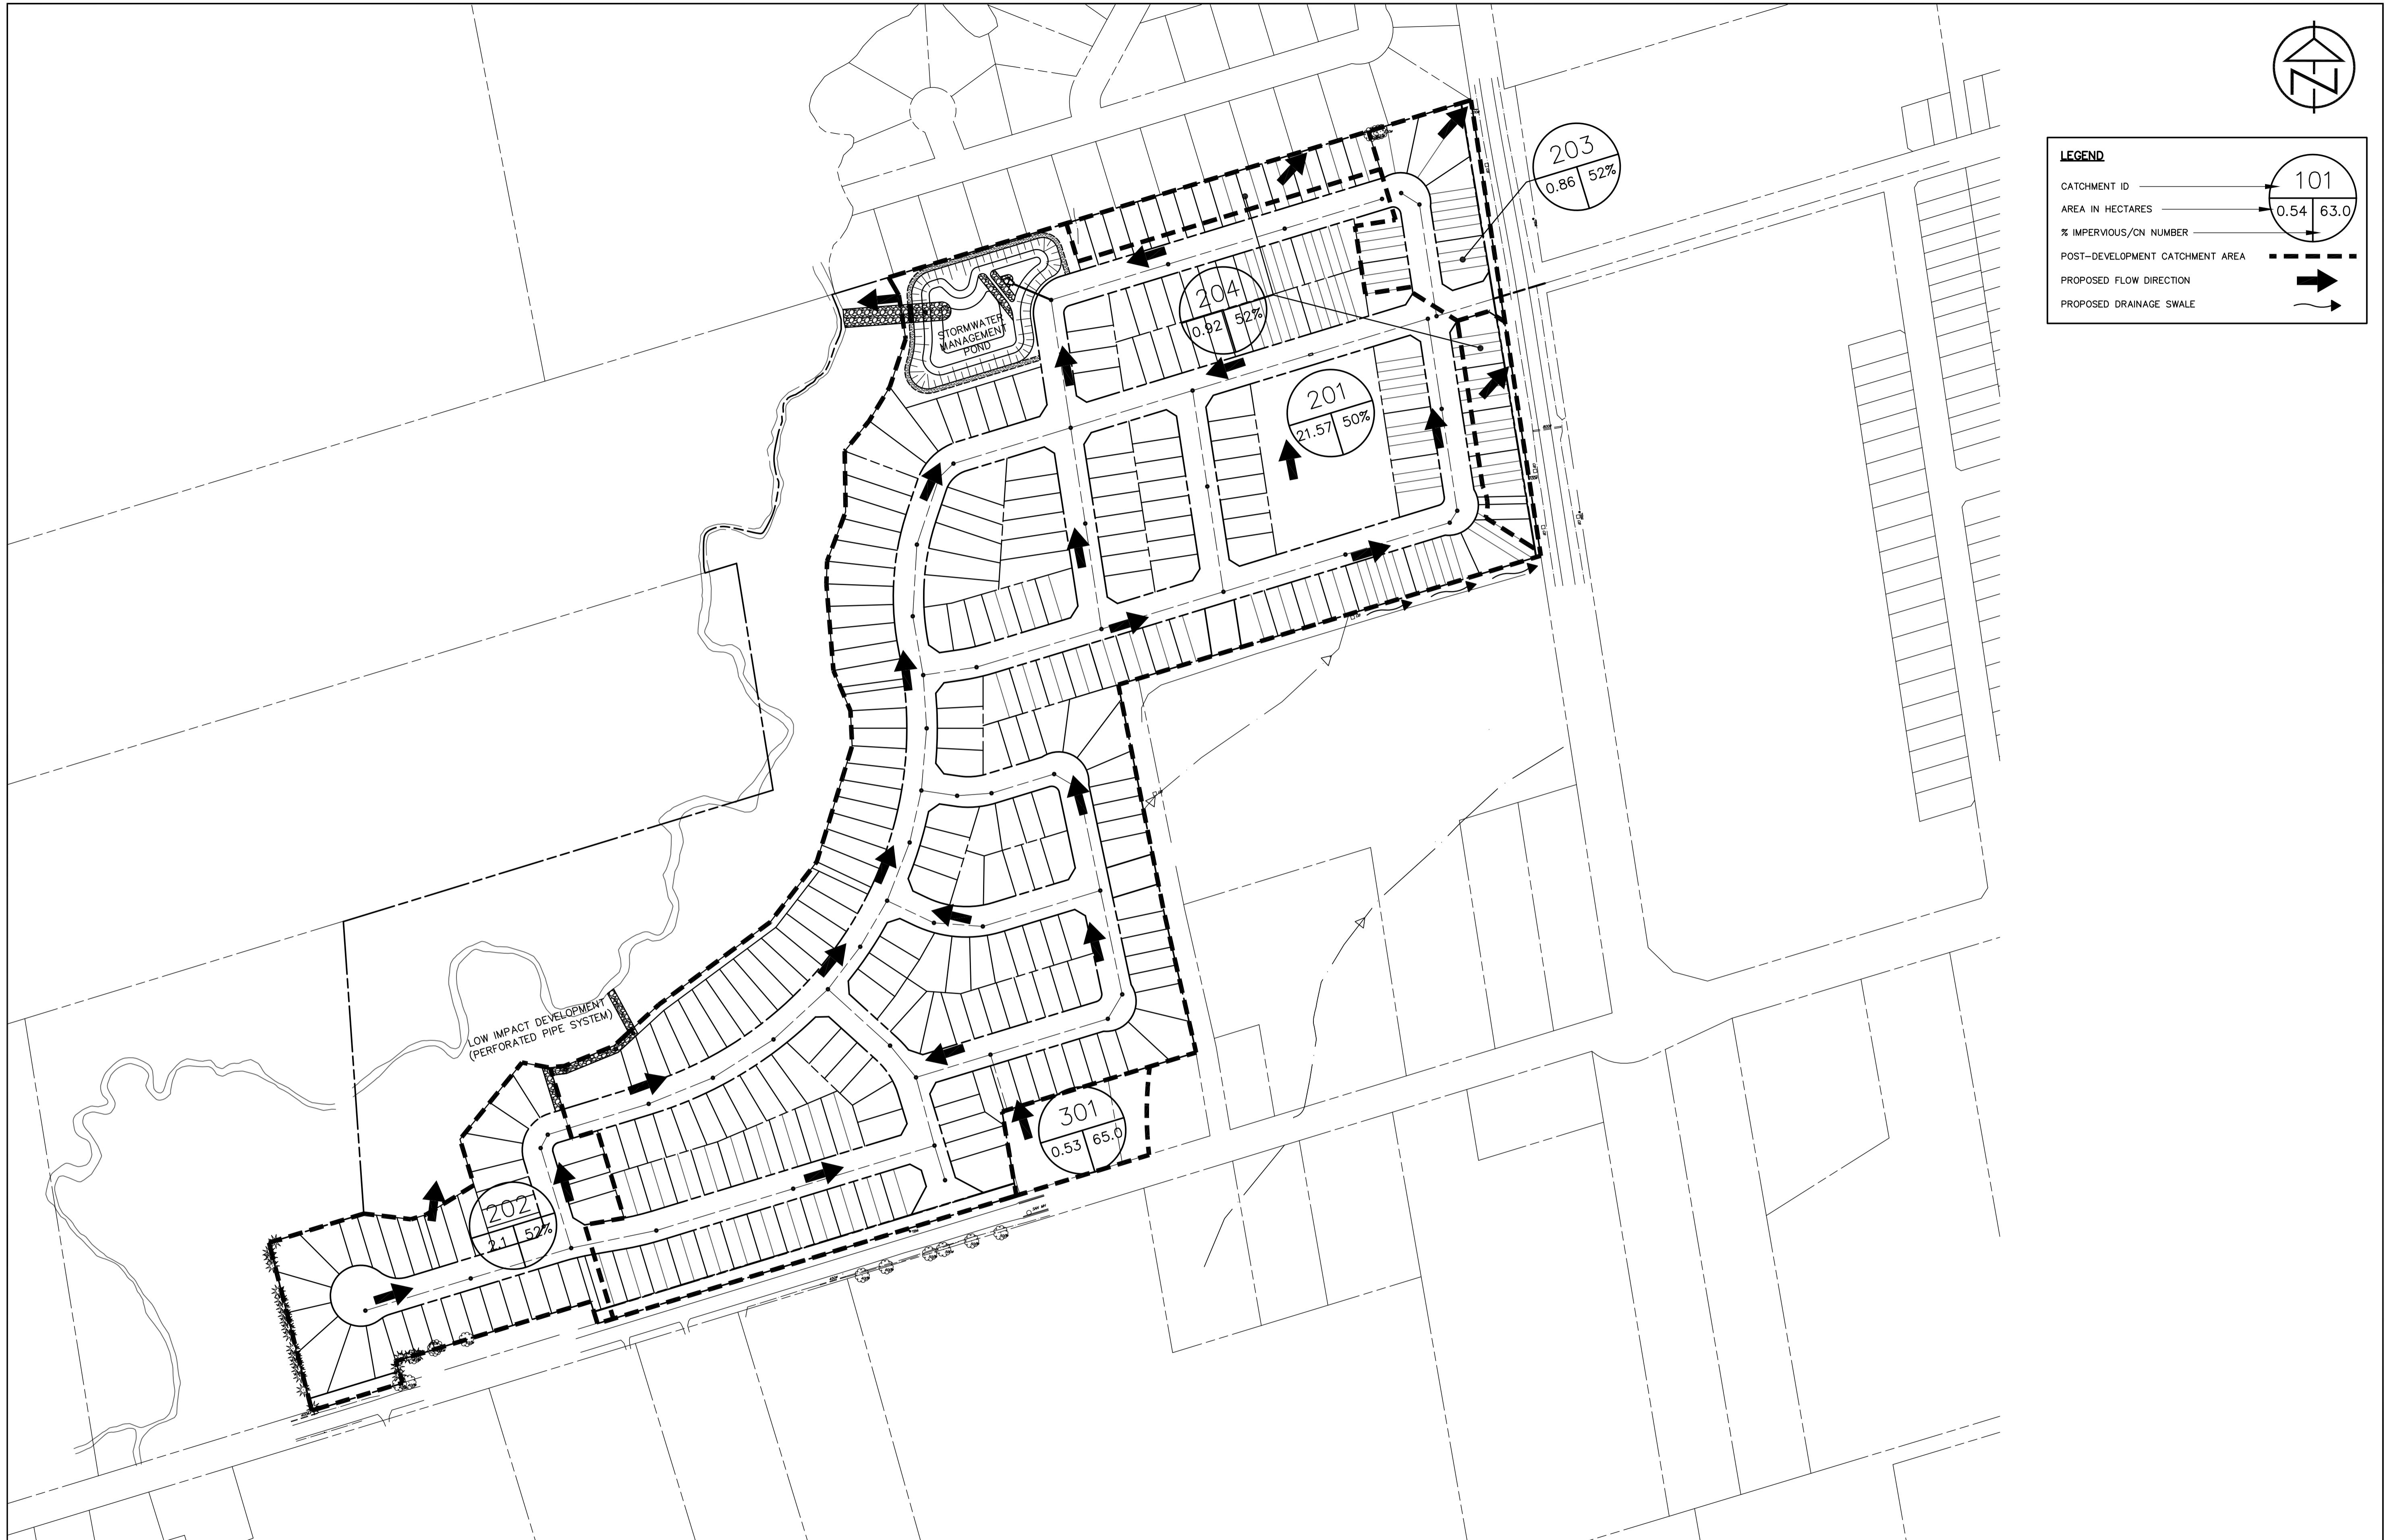 N
LEGEND
CATCHMENT ID
101
AREA IN HECTARES
0.54 63.0
% IMPERVIOUS/CN NUMBER
POST-DEVELOPMENT CATCHMENT AREA
PROPOSED FLOW DIRECTION
PROPOSED DRAINAGE SWALE
203
0.86 52%
204
0.92 52%
STORMWATER
MANAGEMENT
POND
201
21.57 50%
LOW IMPACT DEVELOPMENT
(PERFORATED PIPE SYSTEM)
301
0.53 65.0
202
2.1 52%